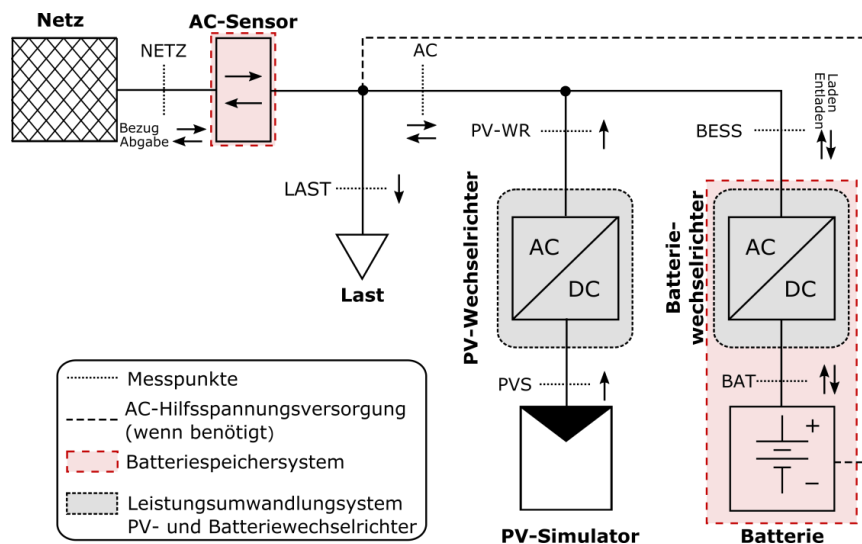 Netz
AC-Sensor
NETZ
AC
Bezug
Abgabe
Laden
Entladen
PV-WR
BESS
LAST
Last
PV-Wechselrichter
AC
DC
Batterie-
wechselrichter
AC
DC
PVS
BAT
+
−
PV-Simulator
Batterie
Messpunkte
AC-Hilfsspannungsversorgung
(wenn benötigt)
Batteriespeichersystem
Leistungsumwandlungsystem
PV- und Batteriewechselrichter